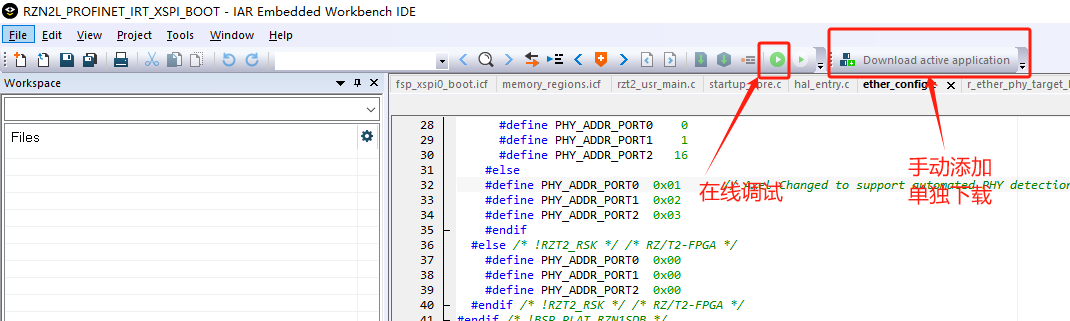 RZN2L_PROFINET_IRT_XSPI_BOOT - IAR Embedded Workbench IDE
File Edit View Project Tools Window Help
Download active application
Workspace
fsp_xspi0_boot.icf memory_regions.icf rzt2_usr_main.c hal_entry.c
Files
28 #define PHY_ADDR_PORT0 0
29 #define PHY_ADDR_PORT1 1
30 #define PHY_ADDR_PORT2 16
31 #else
32 #define PHY_ADDR_PORT0 0x01 Changed to support automated PHY detection
33 #define PHY_ADDR_PORT1 0x02
34 #define PHY_ADDR_PORT2 0x03
35 #endif
36 #else /* !RZT2_RSK */ /* RZ/T2-FPGA */
37 #define PHY_ADDR_PORT0 0x00
38 #define PHY_ADDR_PORT1 0x00
39 #define PHY_ADDR_PORT2 0x00
40 #endif /* !RZT2_RSK */ /* RZ/T2-FPGA */
41 #endif /* !BSP_PLAT_RZN1SDB */
在线调试
手动添加
单独下载